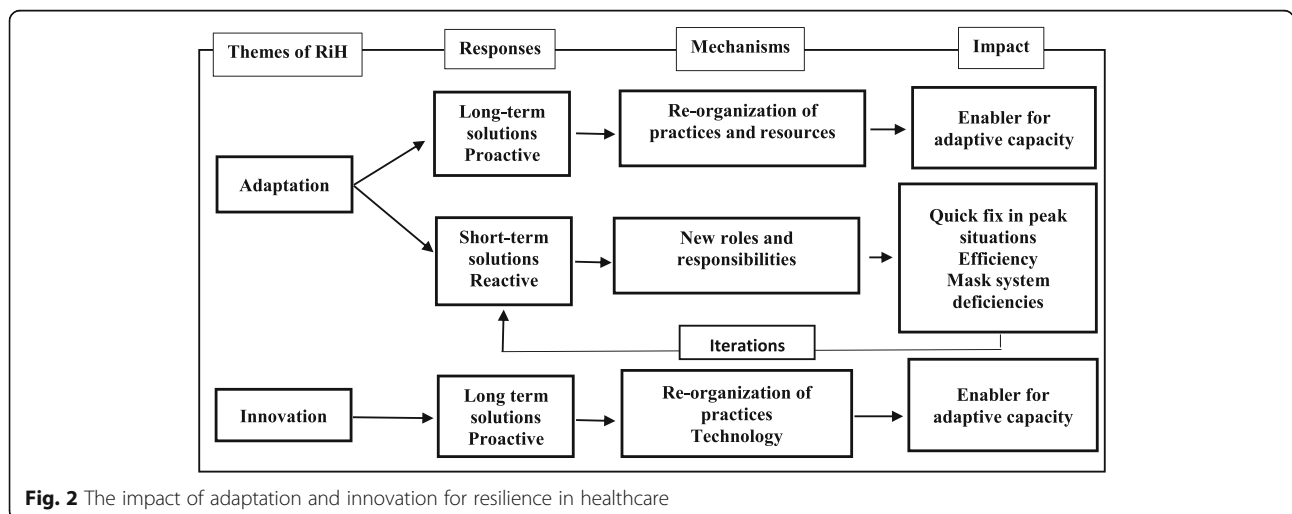 Themes of RiH
Responses
Mechanisms
Impact
Adaptation
Long-term
solutions
Proactive
Re-organization of
practices and resources
Enabler for
adaptive capacity
Short-term
solutions
Reactive
New roles and
responsibilities
Quick fix in peak
situations
Efficiency
Mask system
deficiencies
Iterations
Innovation
Long term
solutions
Proactive
Re-organization of
practices
Technology
Enabler for
adaptive capacity
Fig. 2 The impact of adaptation and innovation for resilience in healthcare